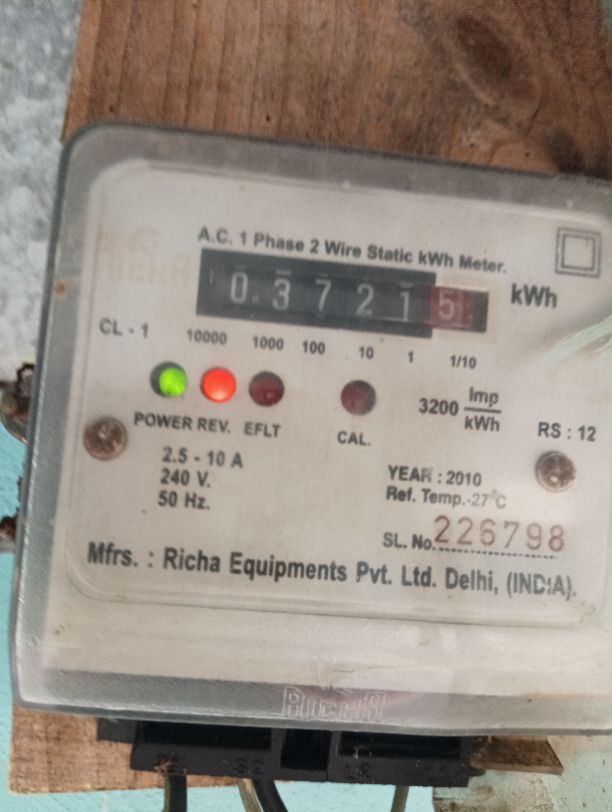 A.C. 1 Phase 2 Wire Static kWh Meter.
0 3 7 2 1 5 kWh
CL - 1 10000 1000 100 10 1 1/10
POWER REV. EFLT CAL.
3200 Imp/kWh
RS : 12
2.5 - 10 A
240 V.
50 Hz.
YEAR : 2010
Ref. Temp.-27°C
SL. No. 226798
Mfrs. : Richa Equipments Pvt. Ltd. Delhi, (INDIA).
RICHA